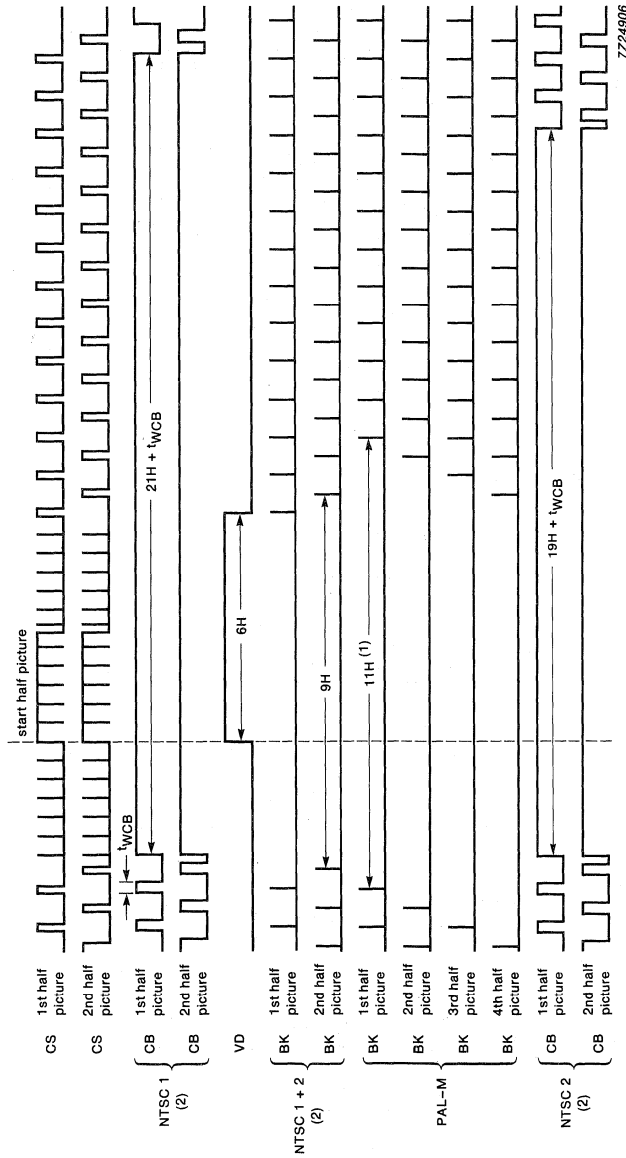 start half picture
CS
1st half
picture
CS
2nd half
picture
tWCB
NTSC 1
(2)
CB
1st half
picture
21H + tWCB
CB
2nd half
picture
VD
6H
NTSC 1 + 2
(2)
BK
1st half
picture
BK
2nd half
picture
9H
PAL–M
BK
1st half
picture
11H (1)
BK
2nd half
picture
BK
3rd half
picture
BK
4th half
picture
NTSC 2
(2)
CB
1st half
picture
19H + tWCB
CB
2nd half
picture
7Z24906